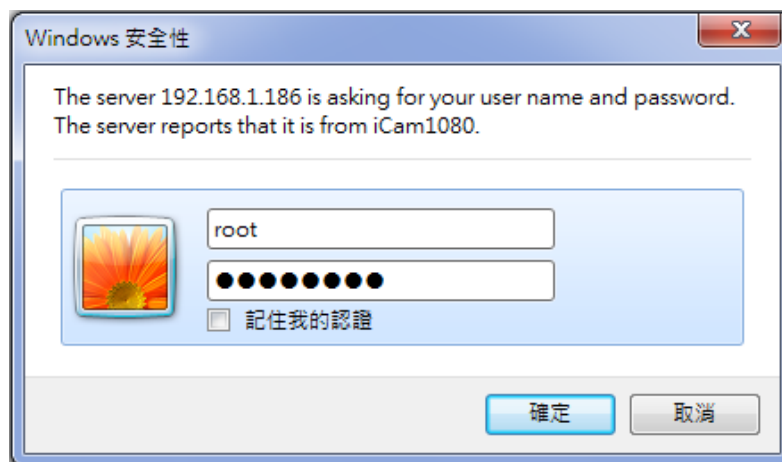 Windows 安全性
The server 192.168.1.186 is asking for your user name and password.
The server reports that it is from iCam1080.
root
●●●●●●●●
記住我的認證
確定
取消